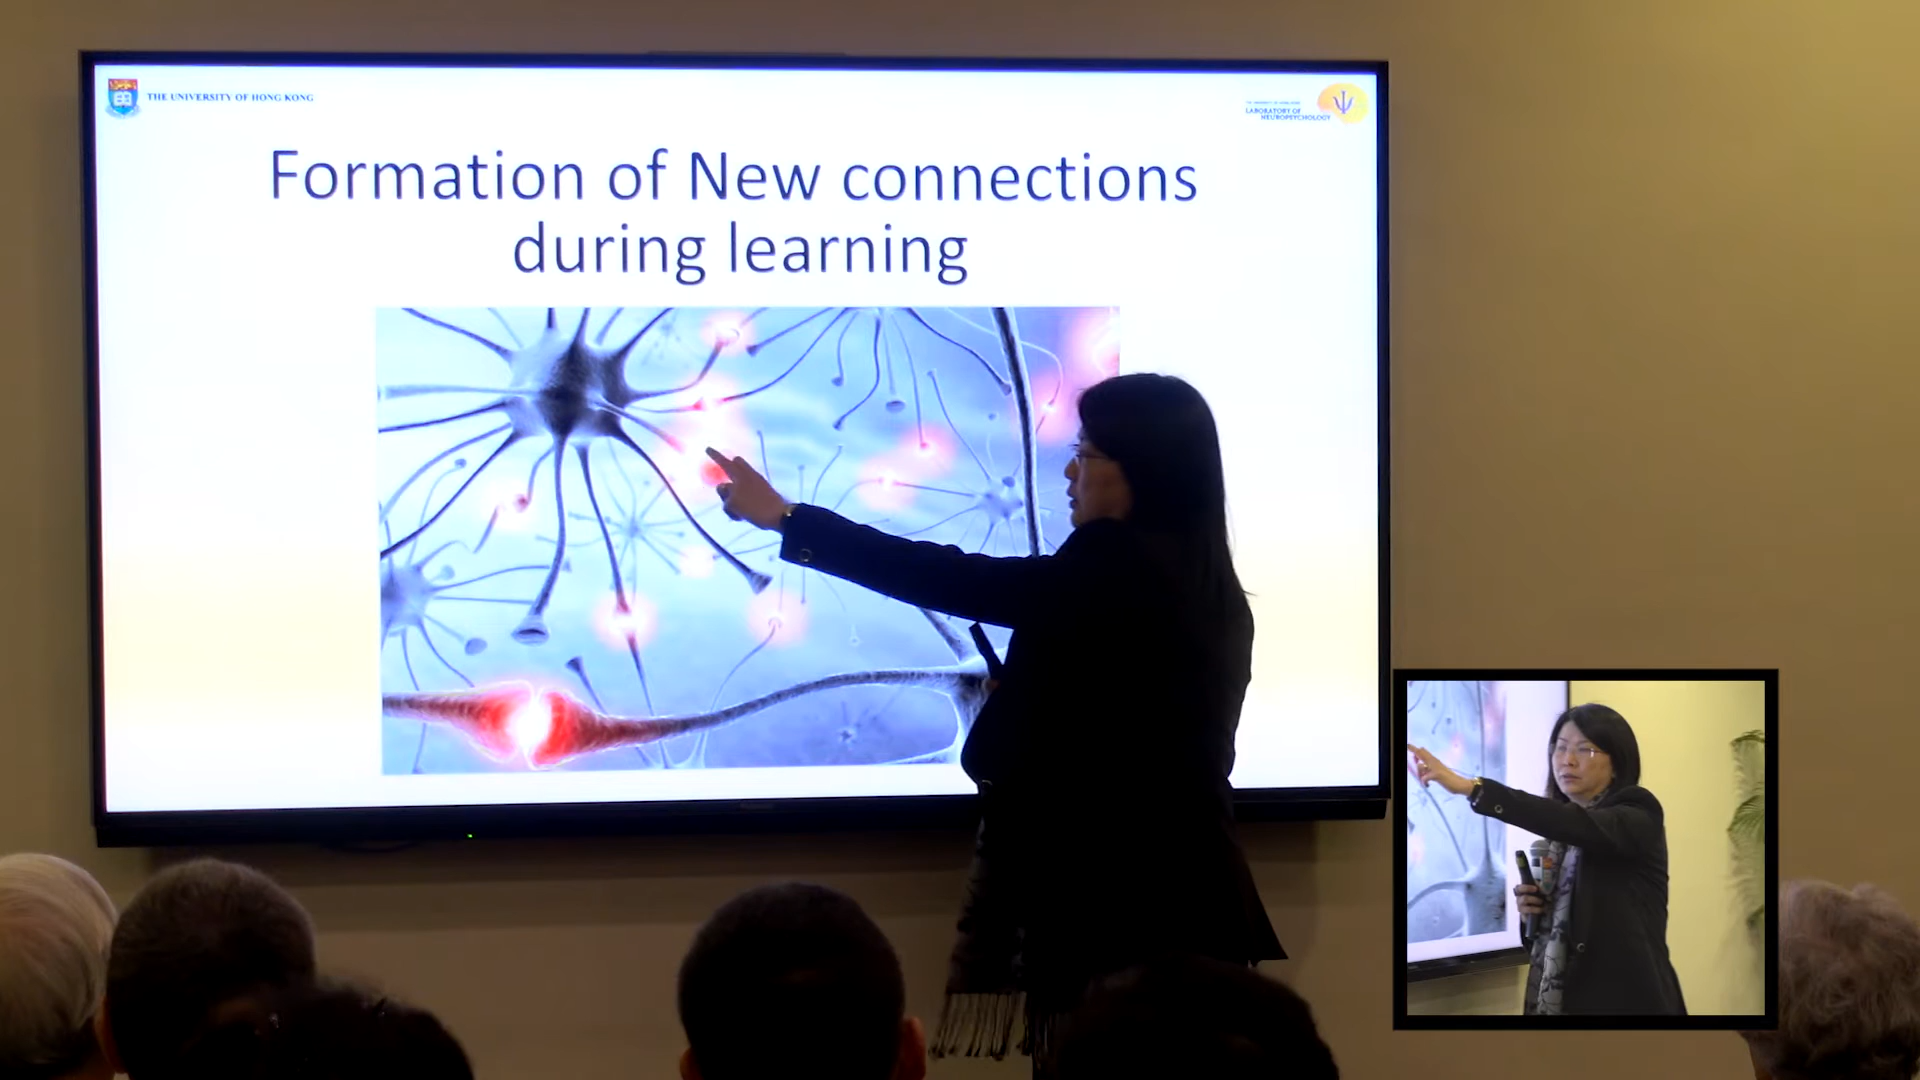 THE UNIVERSITY OF HONG KONG
LABORATORY OF
NEUROPSYCHOLOGY
Formation of New connections
during learning